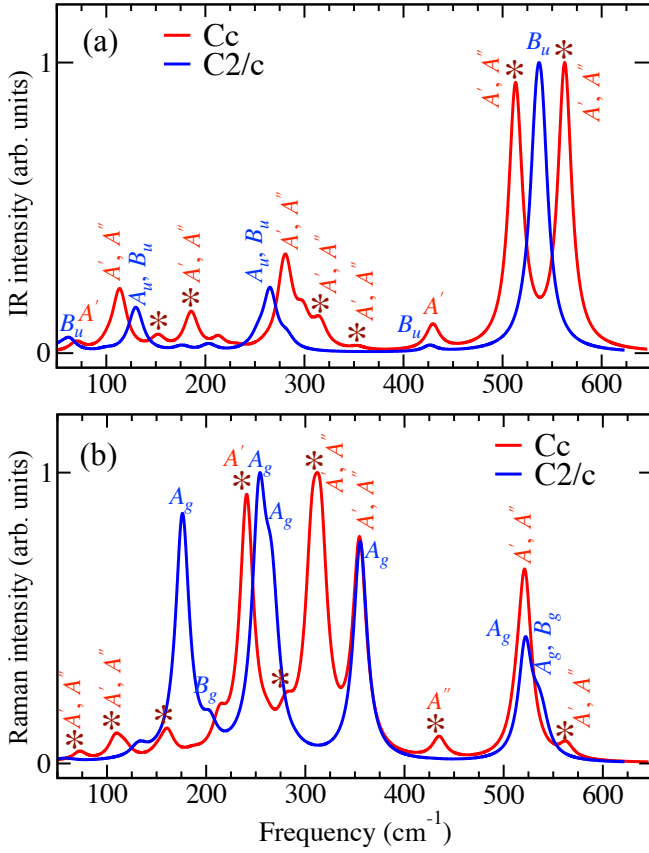 (a)
Cc
C2/c
IR intensity (arb. units)
1
0
B_u
A′
A′, A″
A_u, B_u
*
*
A′, A″
A_u, B_u
A′, A″
*
A′, A″
*
A′, A″
B_u
A′
A′, A″
*
B_u
*
A′, A″
100 200 300 400 500 600
(b)
Cc
C2/c
Raman intensity (arb. units)
1
0
*
A′, A″
*
A′, A″
*
A_g
B_g
A′
*
A_g
A_g
*
*
A′, A″
A′, A″
A_g
A″
*
A_g
A′, A″
A_g, B_g
*
A′, A″
100 200 300 400 500 600
Frequency (cm⁻¹)